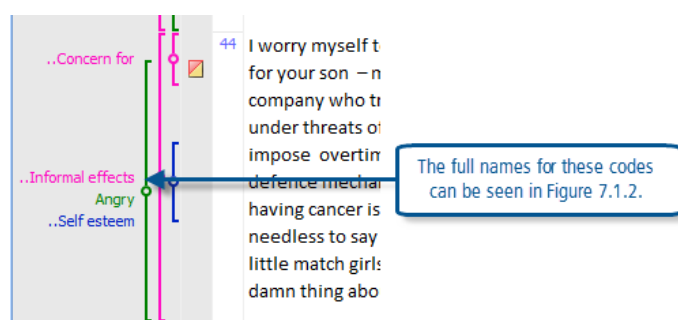 ..Concern for
..Informal effects
Angry
..Self esteem
44
I worry myself t
for your son – m
company who tr
under threats of
impose overtim
defence mechan
having cancer is
needless to say
little match girls
damn thing abo
The full names for these codes
can be seen in Figure 7.1.2.